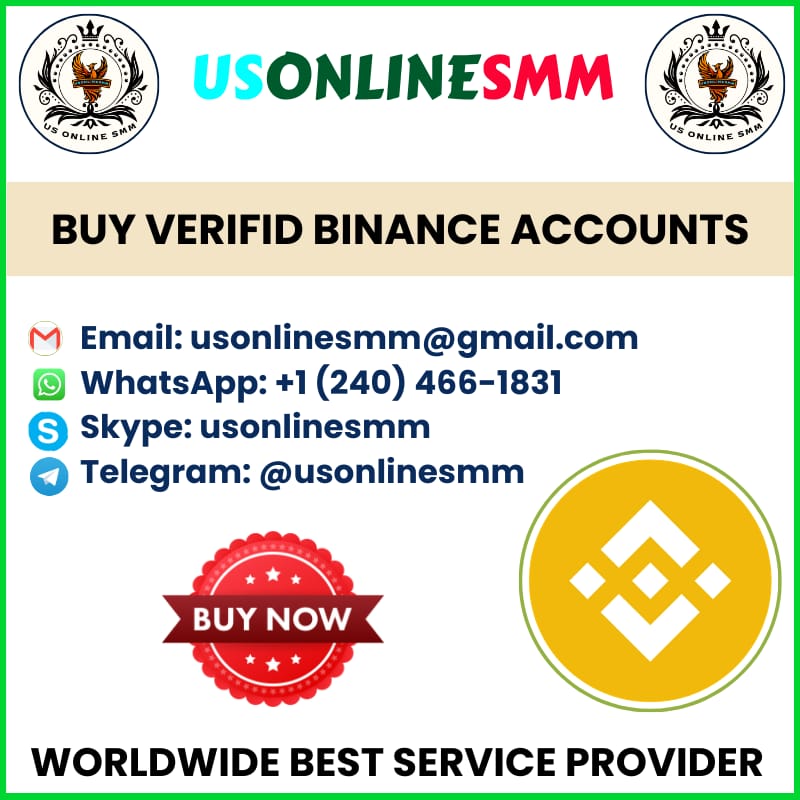 US ONLINE SMM
USONLINESMM
US ONLINE SMM
BUY VERIFID BINANCE ACCOUNTS
Email: usonlinesmm@gmail.com
WhatsApp: +1 (240) 466-1831
S Skype: usonlinesmm
Telegram: @usonlinesmm
BUY NOW
WORLDWIDE BEST SERVICE PROVIDER